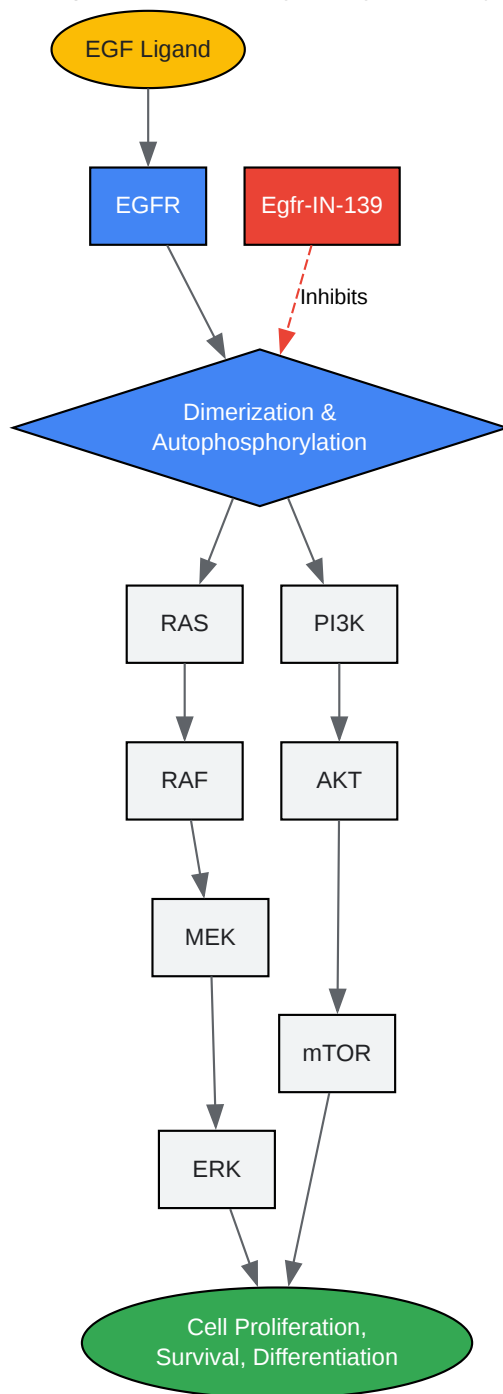 EGF Ligand
EGFR
Egfr-IN-139
Inhibits
Dimerization &
Autophosphorylation
RAS
PI3K
RAF
AKT
MEK
mTOR
ERK
Cell Proliferation,
Survival, Differentiation